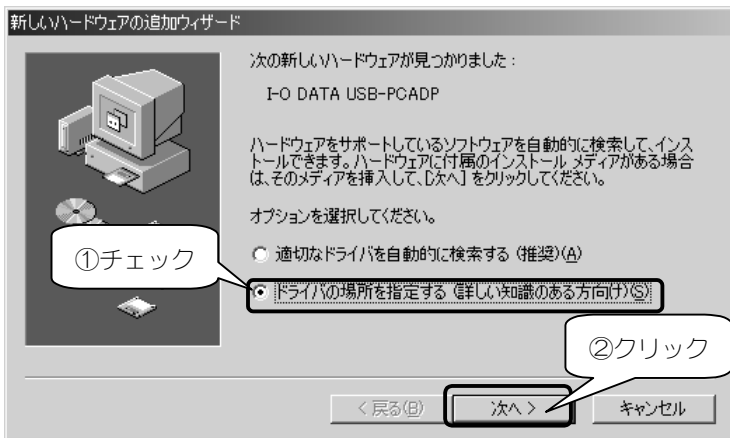 新しいハードウェアの追加ウィザード
次の新しいハードウェアが見つかりました:
I-O DATA USB-PCADP
ハードウェアをサポートしているソフトウェアを自動的に検索して、インス
トールできます。ハードウェアに付属のインストール メディアがある場合
は、そのメディアを挿入して、[次へ] をクリックしてください。
オプションを選択してください。
①チェック
適切なドライバを自動的に検索する (推奨)(A)
ドライバの場所を指定する (詳しい知識のある方向け)(S)
②クリック
< 戻る(B)
次へ >
キャンセル